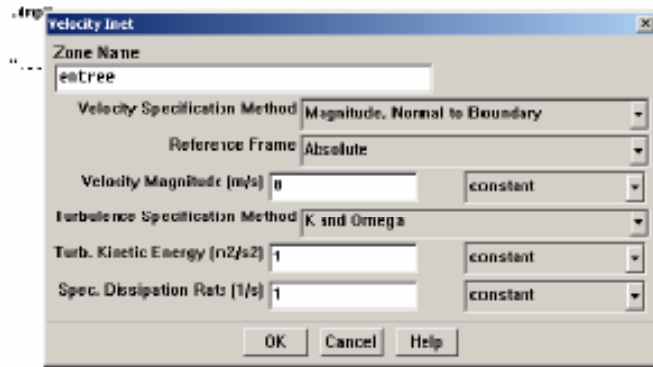 Velocity Inlet
Zone Name
entree
Velocity Specification Method Magnitude, Normal to Boundary
Reference Frame Absolute
Velocity Magnitude (m/s) 0 constant
Turbulence Specification Method K and Omega
Turb. Kinetic Energy (m2/s2) 1 constant
Spec. Dissipation Rate (1/s) 1 constant
OK Cancel Help